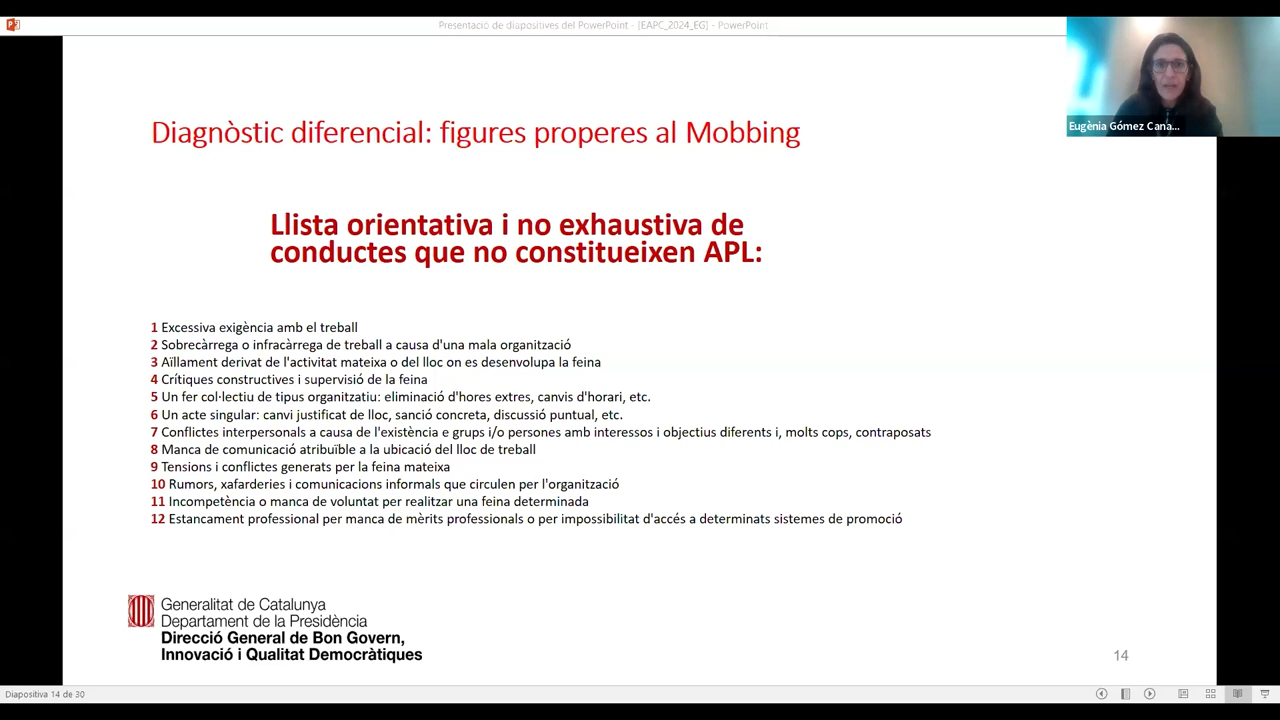 Presentació de diapositives del PowerPoint - [EAPC_2024_EG] - PowerPoint
Eugènia Gómez Cana...
Diagnòstic diferencial: figures properes al Mobbing
Llista orientativa i no exhaustiva de
conductes que no constitueixen APL:
1 Excessiva exigència amb el treball
2 Sobrecàrrega o infracàrrega de treball a causa d'una mala organització
3 Aïllament derivat de l'activitat mateixa o del lloc on es desenvolupa la feina
4 Crítiques constructives i supervisió de la feina
5 Un fer col·lectiu de tipus organitzatiu: eliminació d'hores extres, canvis d'horari, etc.
6 Un acte singular: canvi justificat de lloc, sanció concreta, discussió puntual, etc.
7 Conflictes interpersonals a causa de l'existència e grups i/o persones amb interessos i objectius diferents i, molts cops, contraposats
8 Manca de comunicació atribuïble a la ubicació del lloc de treball
9 Tensions i conflictes generats per la feina mateixa
10 Rumors, xafarderies i comunicacions informals que circulen per l'organització
11 Incompetència o manca de voluntat per realitzar una feina determinada
12 Estancament professional per manca de mèrits professionals o per impossibilitat d'accés a determinats sistemes de promoció
Generalitat de Catalunya
Departament de la Presidència
Direcció General de Bon Govern,
Innovació i Qualitat Democràtiques
14
Diapositiva 14 de 30